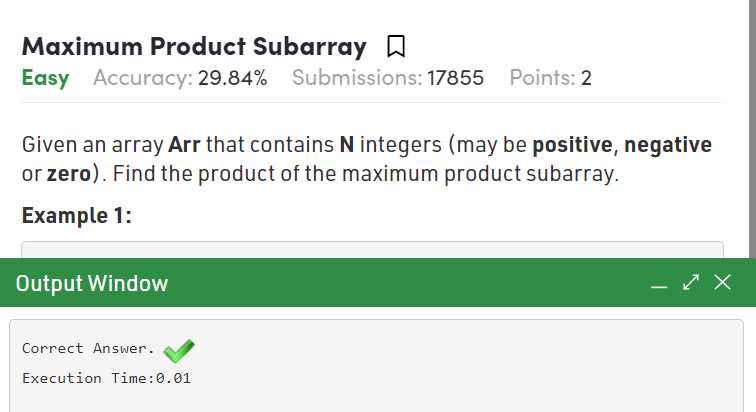 Maximum Product Subarray
Easy Accuracy: 29.84% Submissions: 17855 Points: 2
Given an array Arr that contains N integers (may be positive, negative
or zero). Find the product of the maximum product subarray.
Example 1:
Output Window
Correct Answer.
Execution Time:0.01